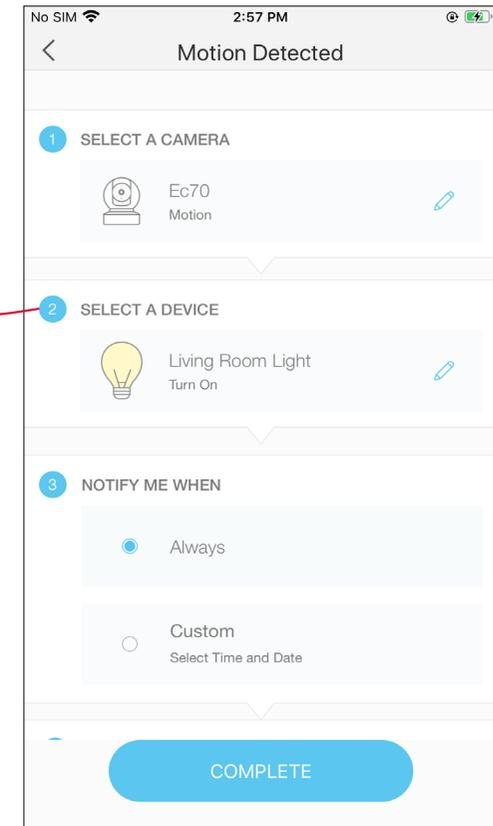 No SIM 2:57 PM
Motion Detected
1 SELECT A CAMERA
Ec70
Motion
2 SELECT A DEVICE
Living Room Light
Turn On
3 NOTIFY ME WHEN
Always
Custom
Select Time and Date
COMPLETE